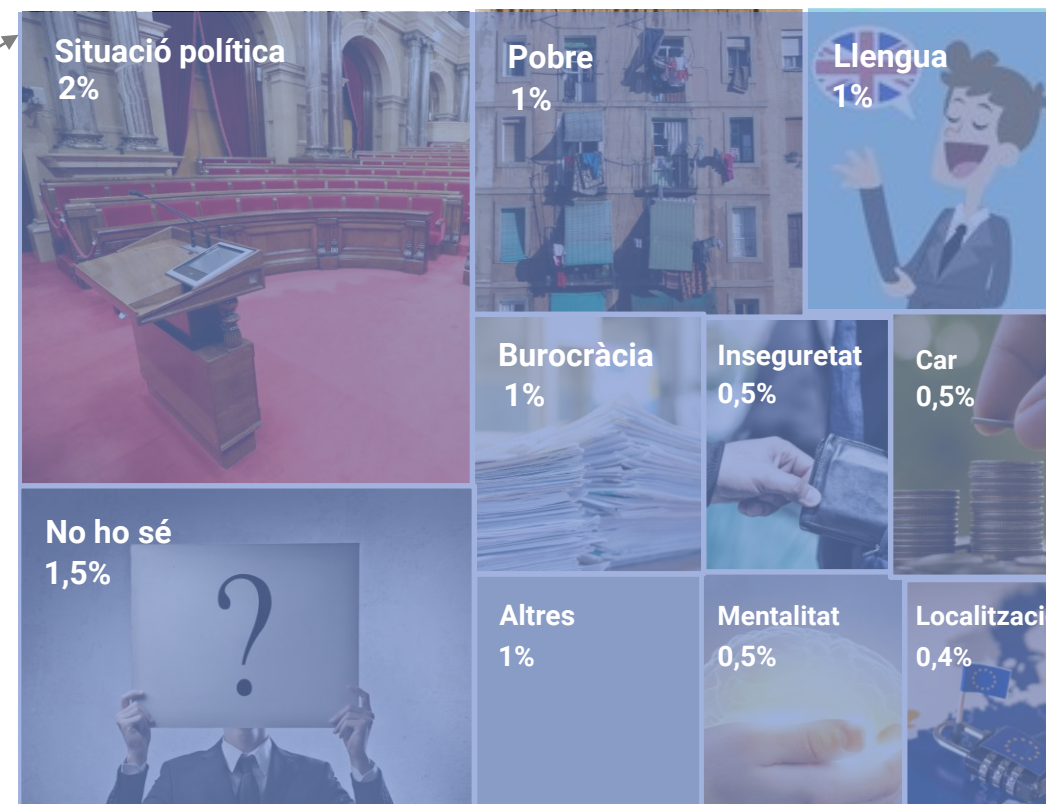 Situació política
2%
Pobre
1%
Llengua
1%
Burocràcia
1%
Inseguretat
0,5%
Car
0,5%
No ho sé
1,5%
?
Altres
1%
Mentalitat
0,5%
Localitzaci
0,4%